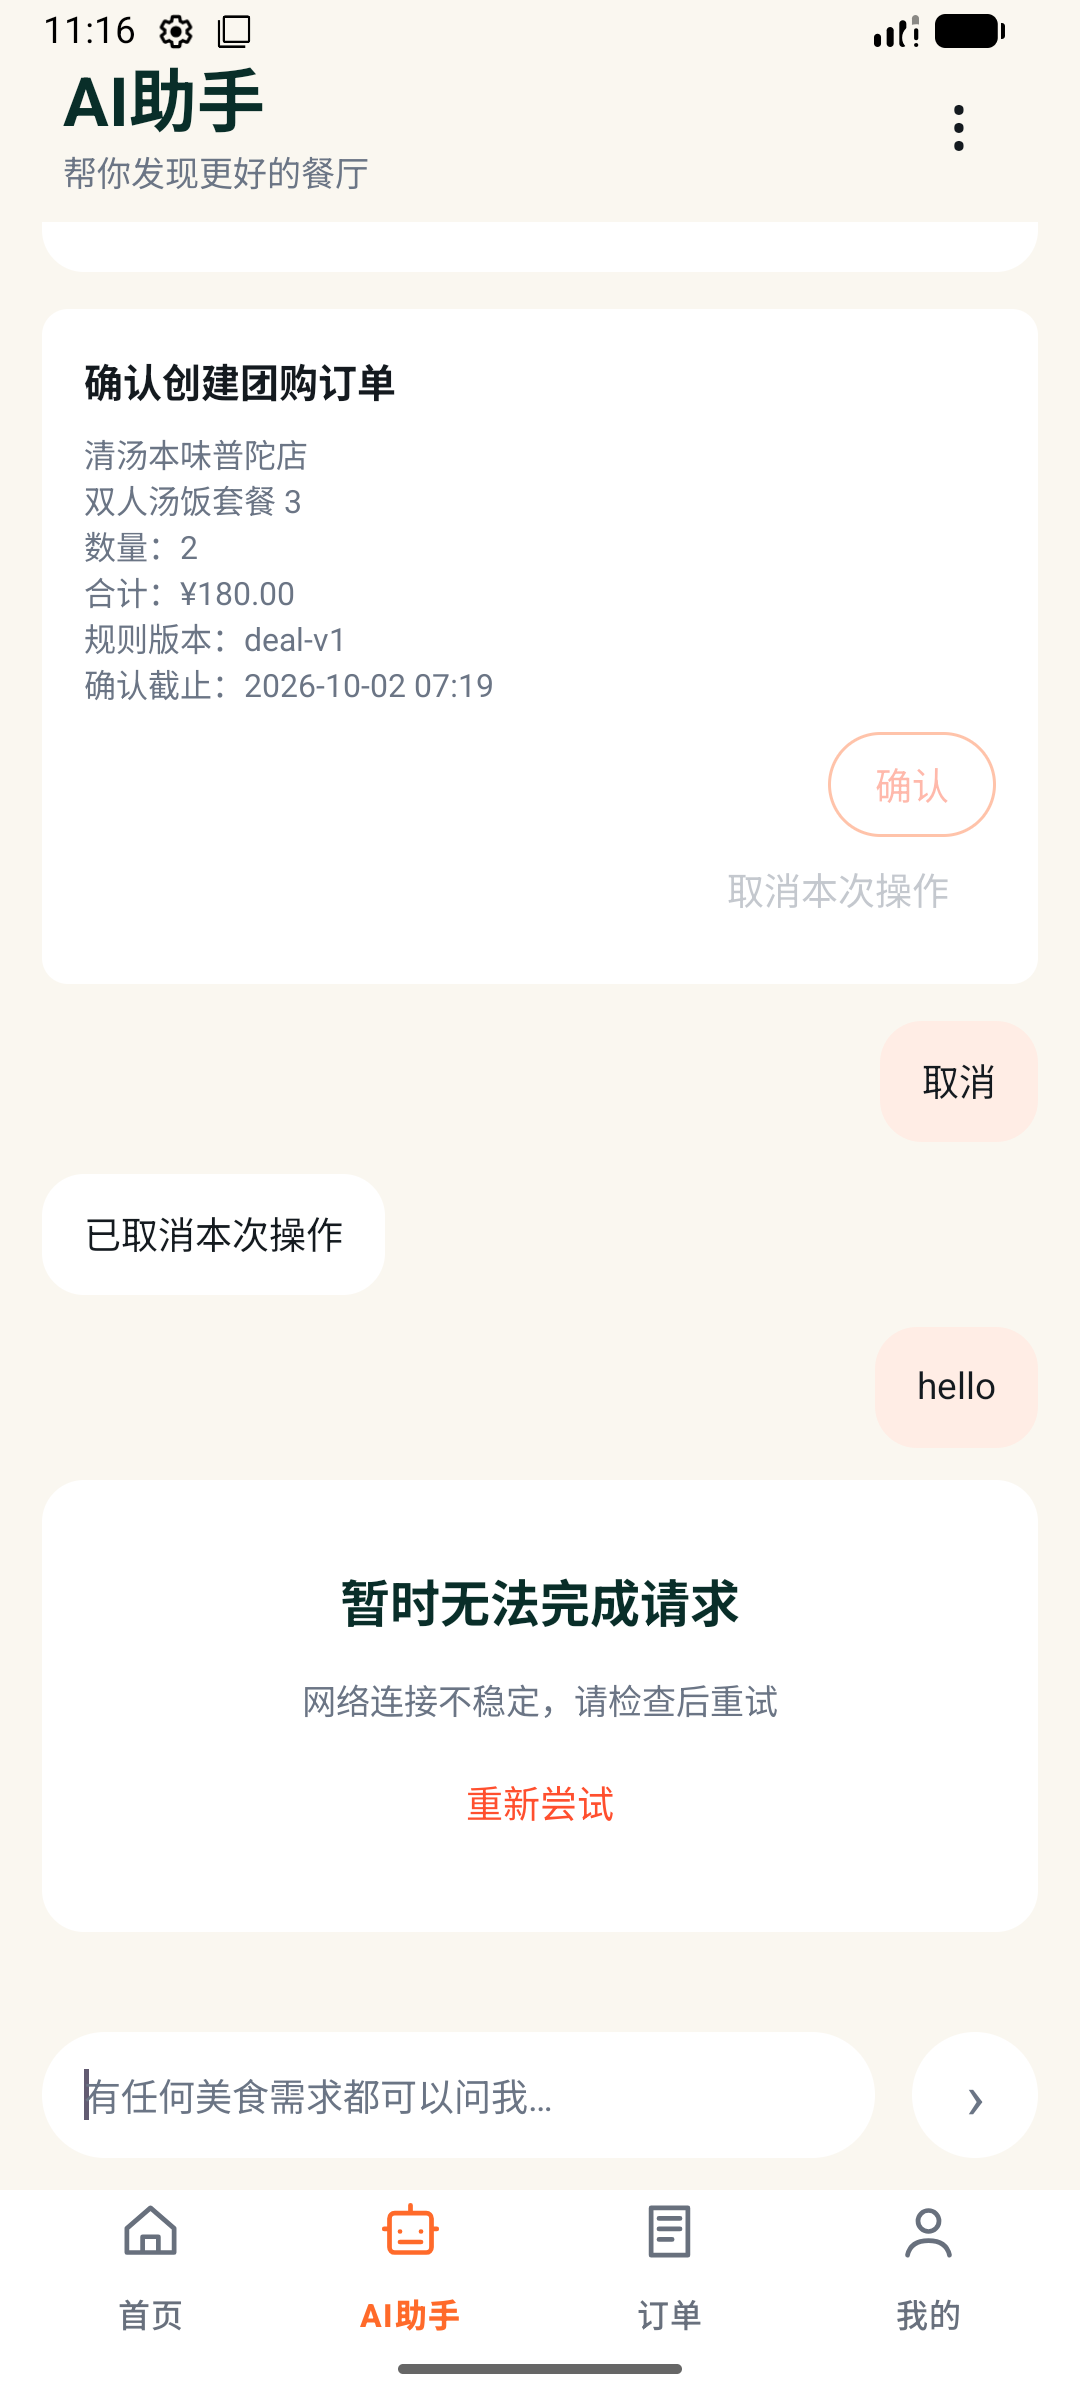 11:16
AI助手
帮你发现更好的餐厅
确认创建团购订单
清汤本味普陀店
双人汤饭套餐 3
数量：2
合计：¥180.00
规则版本：deal-v1
确认截止：2026-10-02 07:19
确认
取消本次操作
取消
已取消本次操作
hello
暂时无法完成请求
网络连接不稳定，请检查后重试
重新尝试
有任何美食需求都可以问我…
首页
AI助手
订单
我的